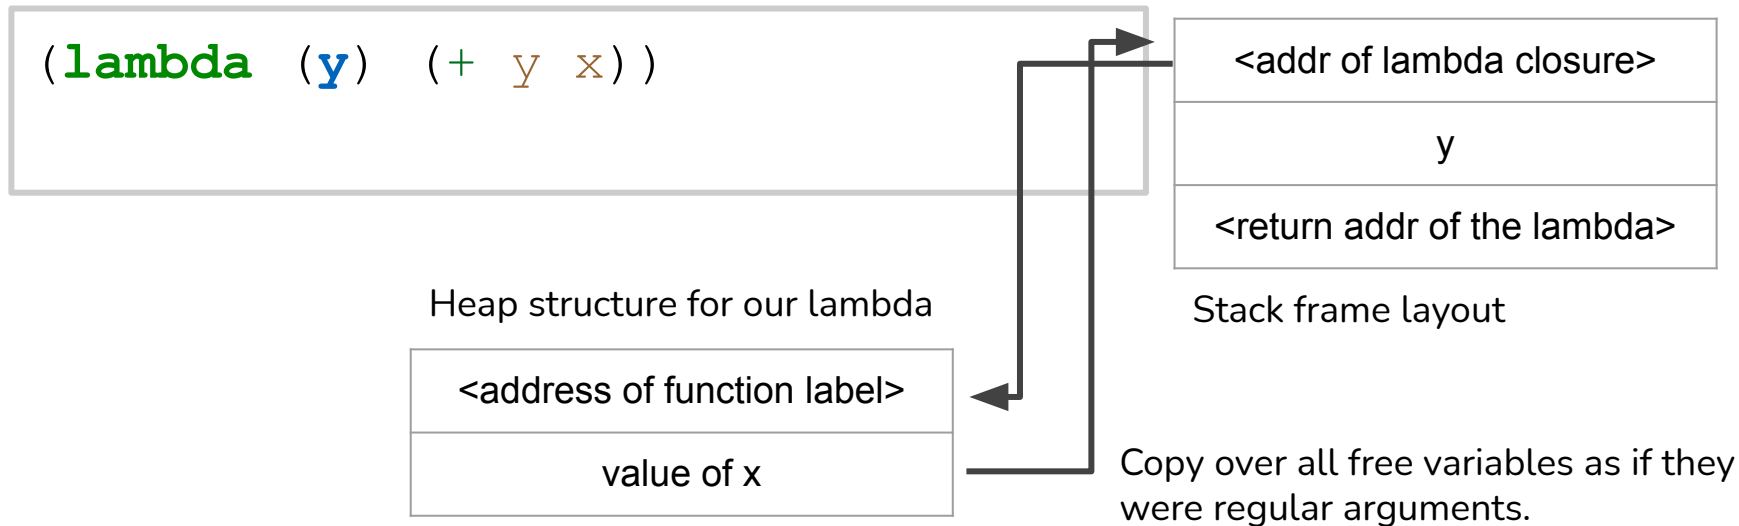 (lambda (y) (+ y x))
<addr of lambda closure>
y
<return addr of the lambda>
Stack frame layout
Heap structure for our lambda
<address of function label>
value of x
Copy over all free variables as if they
were regular arguments.